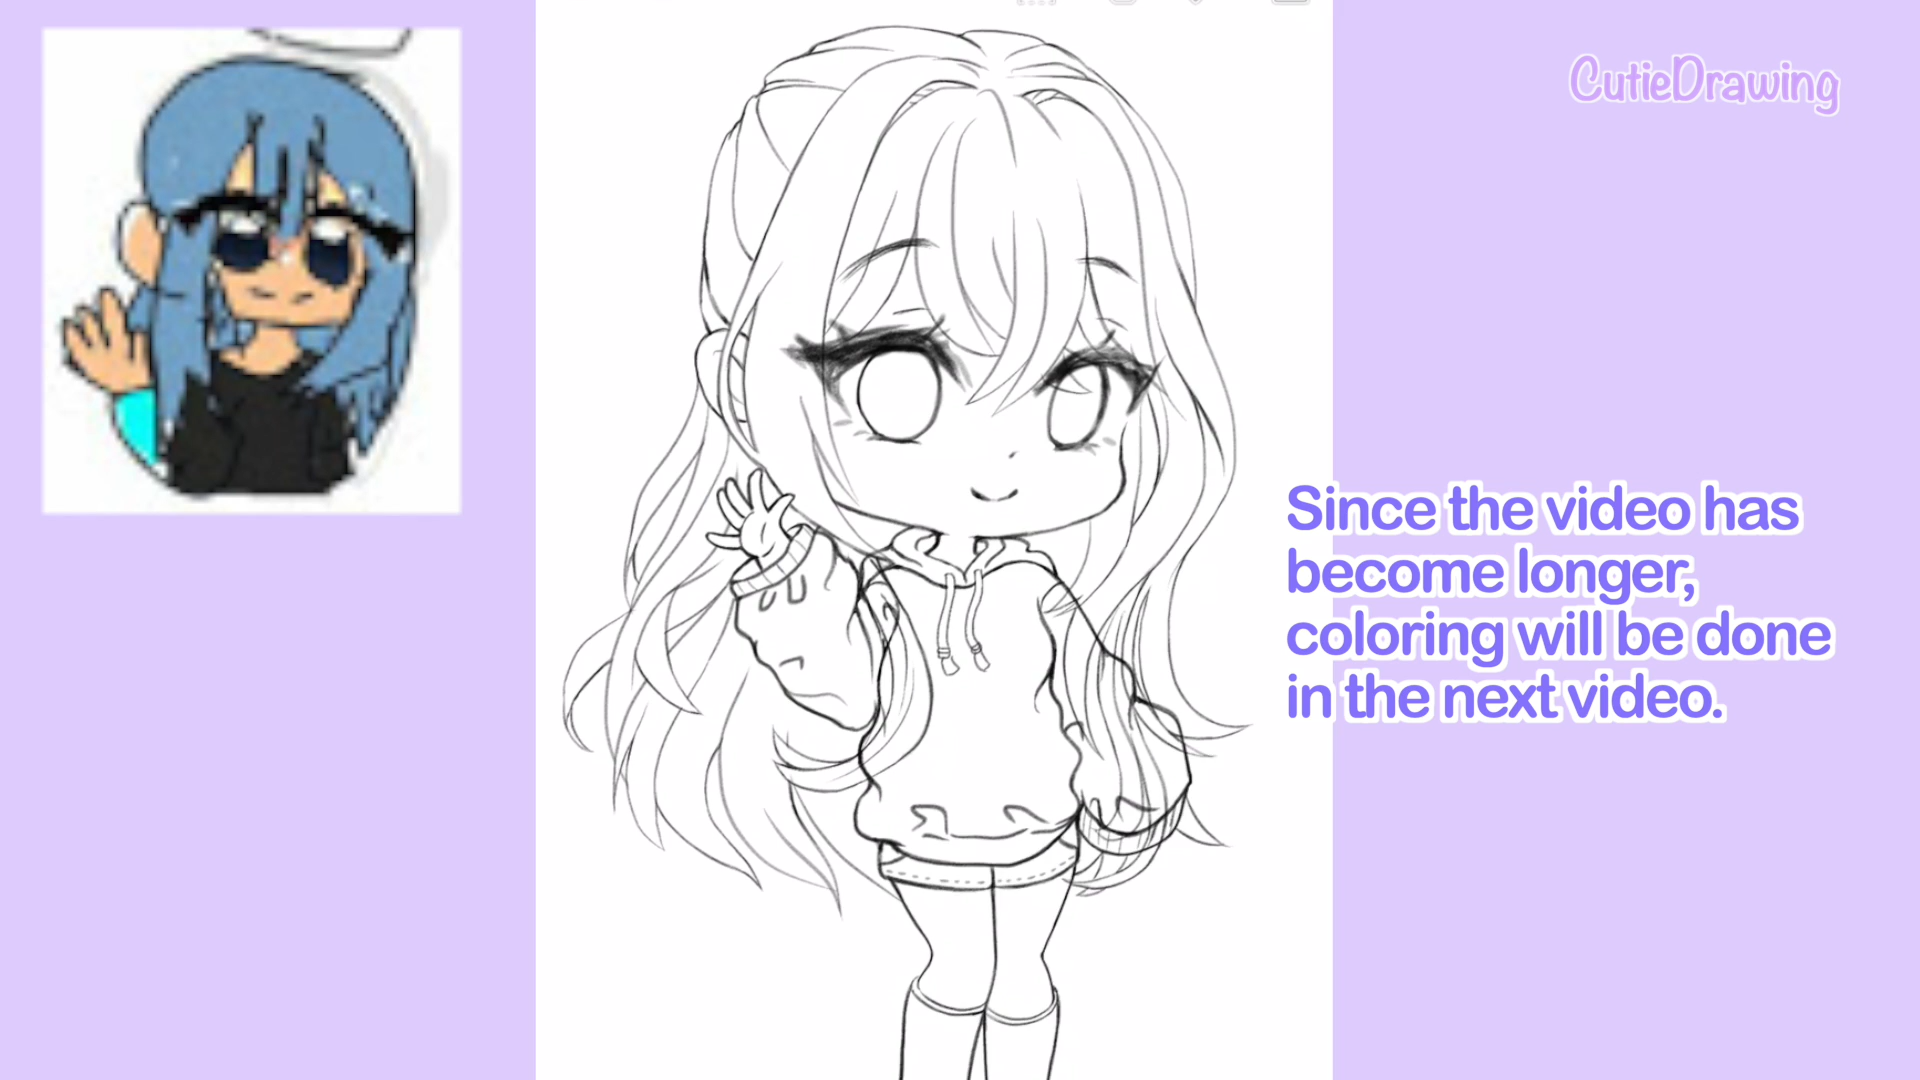 CutieDrawing
Since the video has
become longer,
coloring will be done
in the next video.